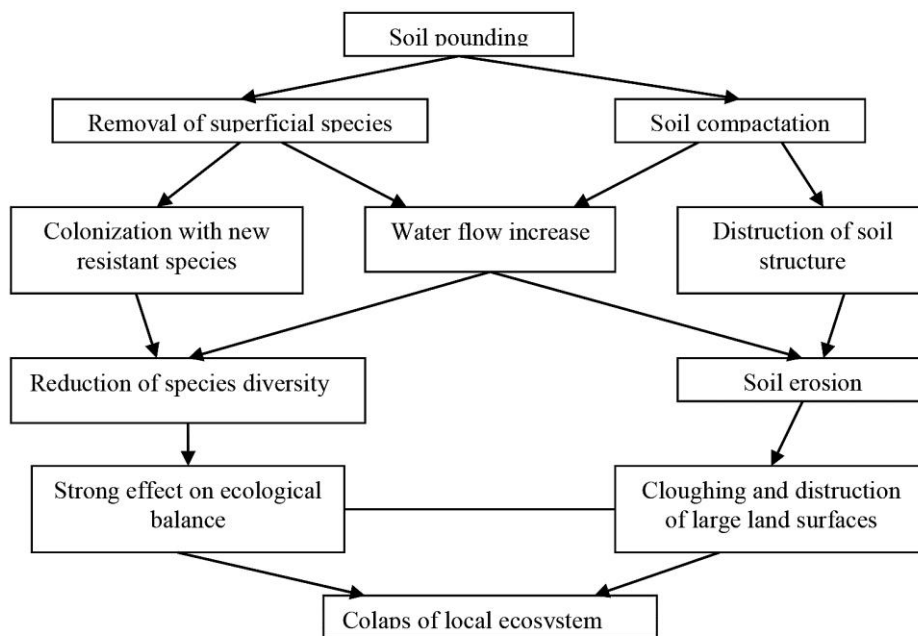 Soil pounding
Removal of superficial species
Soil compactation
Colonization with new
resistant species
Water flow increase
Distruction of soil
structure
Reduction of species diversity
Soil erosion
Strong effect on ecological
balance
Cloughing and distruction
of large land surfaces
Colaps of local ecosystem